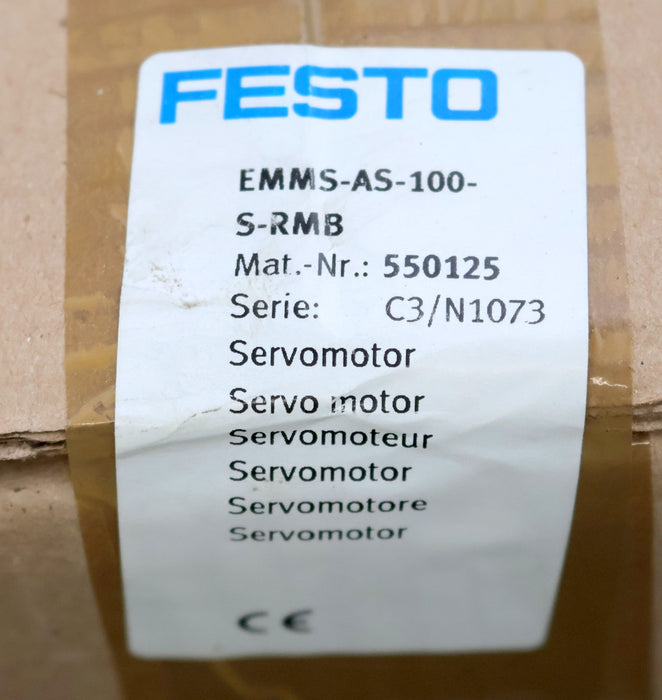 FESTO
EMMS-AS-100-
S-RMB
Mat.-Nr.: 550125
Serie: C3/N1073
Servomotor
Servo motor
Servomoteur
Servomotor
Servomotore
Servomotor
CE